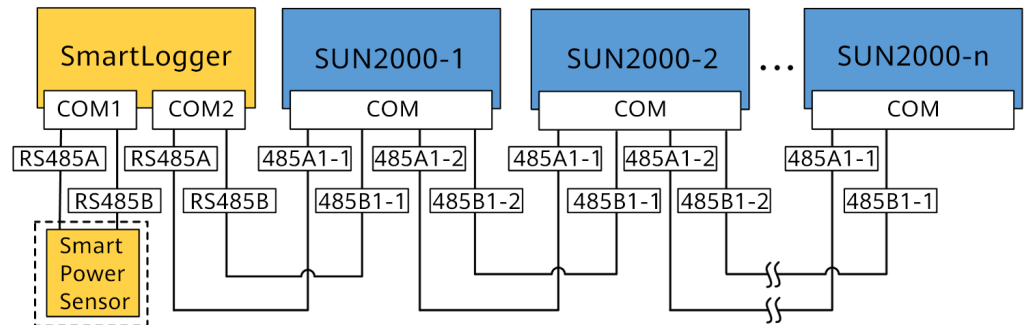 SmartLogger
SUN2000-1
SUN2000-2
...
SUN2000-n
COM1
COM2
COM
COM
COM
RS485A
RS485A
485A1-1
485A1-2
485A1-1
485A1-2
485A1-1
RS485B
RS485B
485B1-1
485B1-2
485B1-1
485B1-2
485B1-1
Smart
Power
Sensor